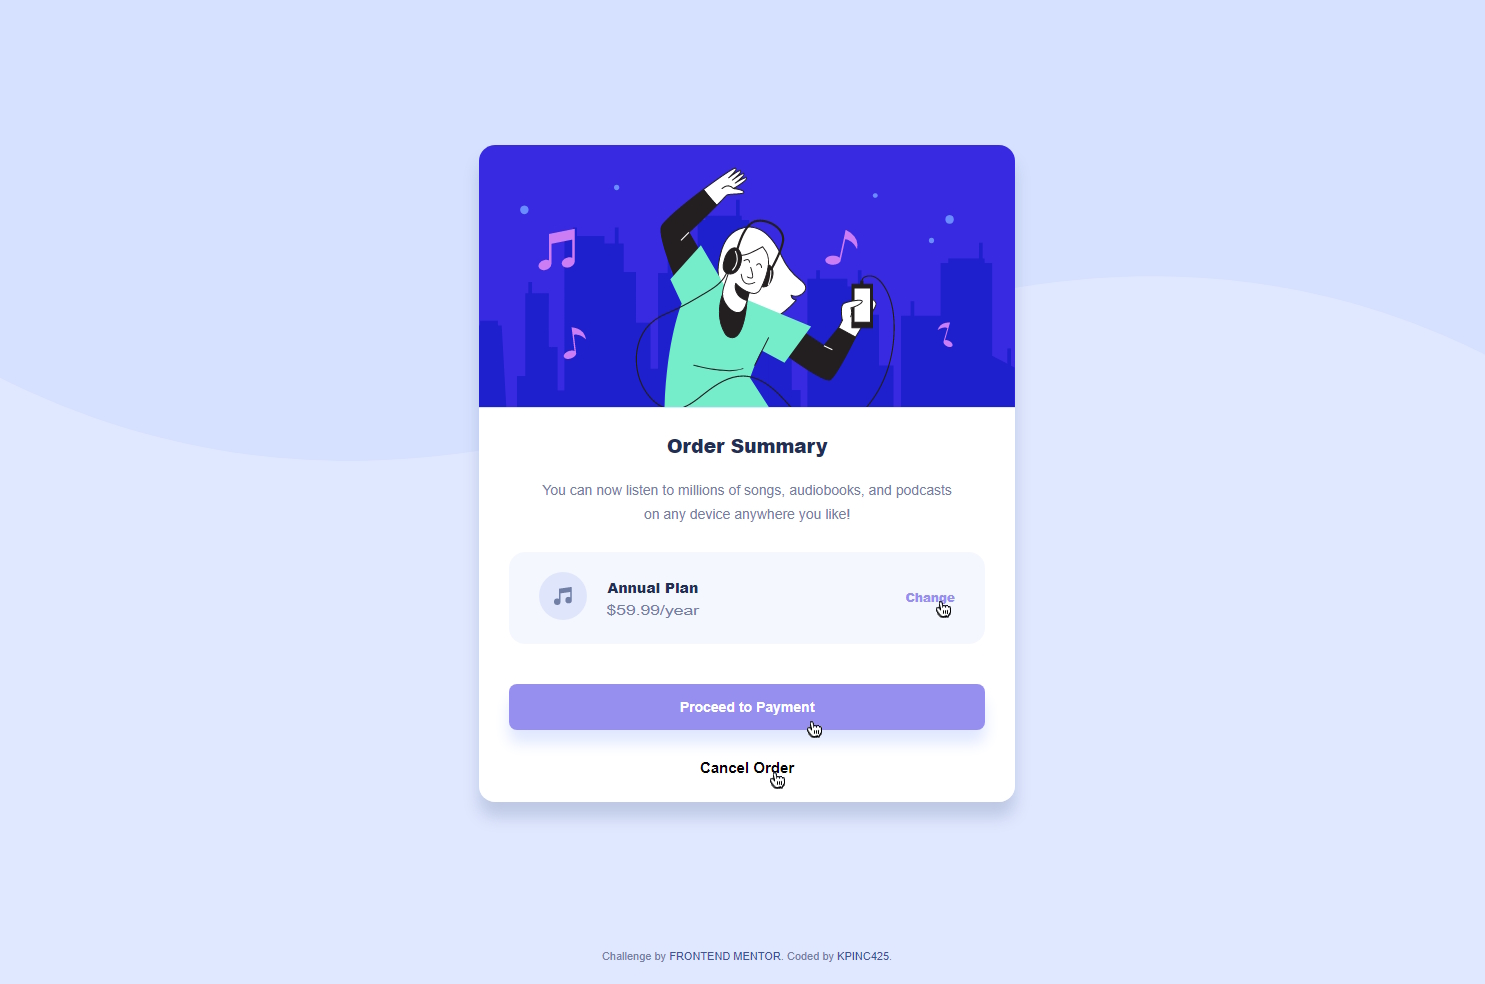 Order Summary
You can now listen to millions of songs, audiobooks, and podcasts
on any device anywhere you like!
Annual Plan
$59.99/year
Change
Proceed to Payment
Cancel Order
Challenge by FRONTEND MENTOR. Coded by KPINC425.